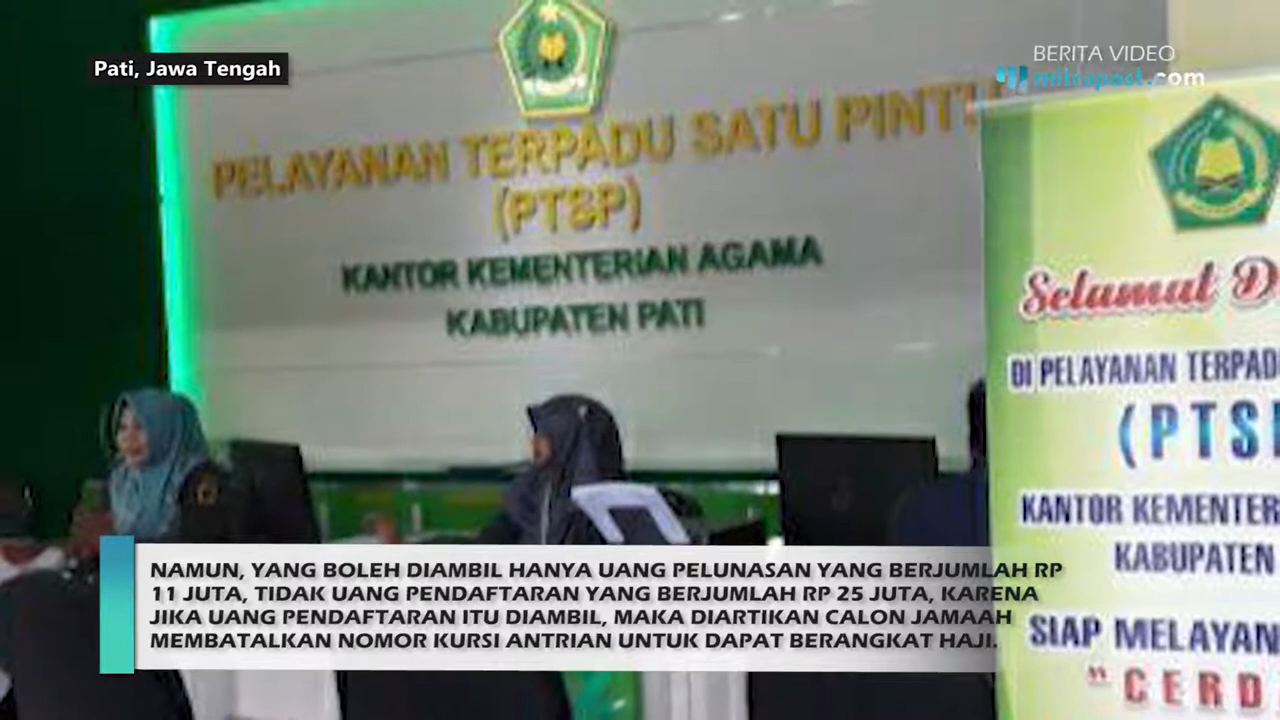 Pati, Jawa Tengah
BERITA VIDEO
mitrapost.com
PELAYANAN TERPADU SATU
(PTSP)
KANTOR KEMENTERIAN AGAMA
KABUPATEN PATI
Selamat D
DI PELAYANAN TERPAD
(PTS
KANTOR KEMENTER
KABUPATEN
SIAP MELAYAN
"CERD
NAMUN, YANG BOLEH DIAMBIL HANYA UANG PELUNASAN YANG BERJUMLAH RP
11 JUTA, TIDAK UANG PENDAFTARAN YANG BERJUMLAH RP 25 JUTA, KARENA
JIKA UANG PENDAFTARAN ITU DIAMBIL, MAKA DIARTIKAN CALON JAMAAH
MEMBATALKAN NOMOR KURSI ANTRIAN UNTUK DAPAT BERANGKAT HAJI.